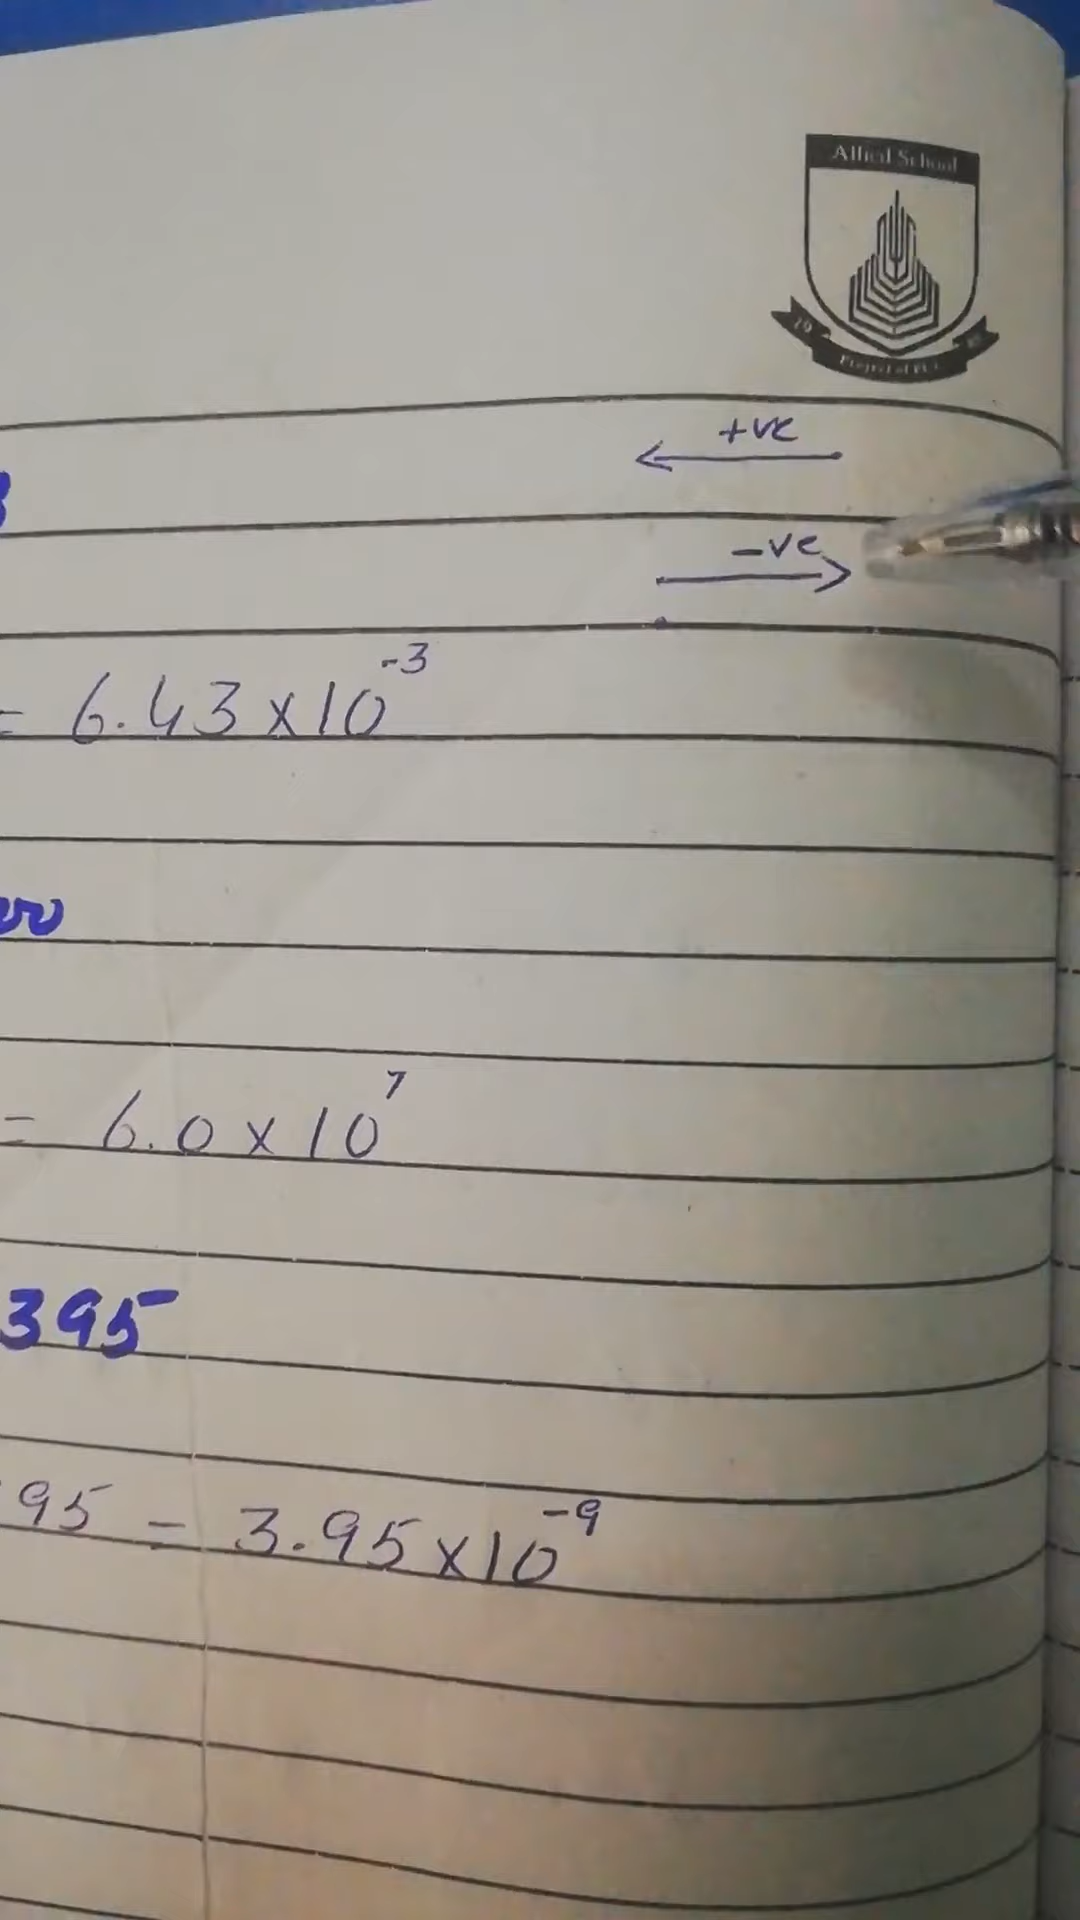 Allied School
+ve
-ve
= 6.43 x 10^-3
= 6.0 x 10^7
395
95 = 3.95 x 10^-9